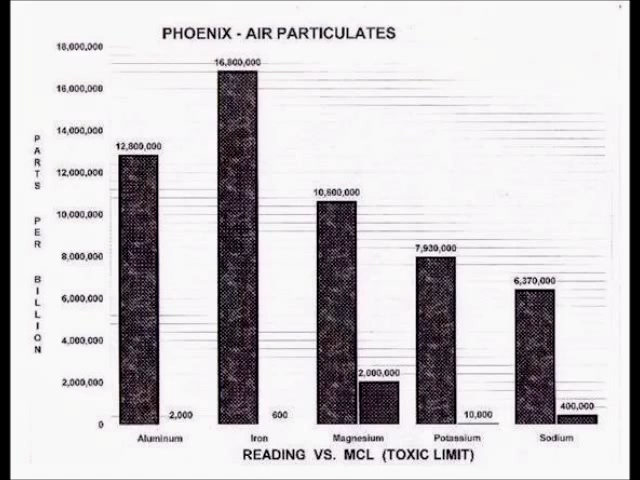 PHOENIX - AIR PARTICULATES
18,000,000
16,000,000
14,000,000
12,000,000
10,000,000
8,000,000
6,000,000
4,000,000
2,000,000
0
PARTS PER BILLION
12,800,000
2,000
16,800,000
600
10,600,000
2,000,000
7,930,000
10,000
6,370,000
400,000
Aluminum
Iron
Magnesium
Potassium
Sodium
READING VS. MCL (TOXIC LIMIT)